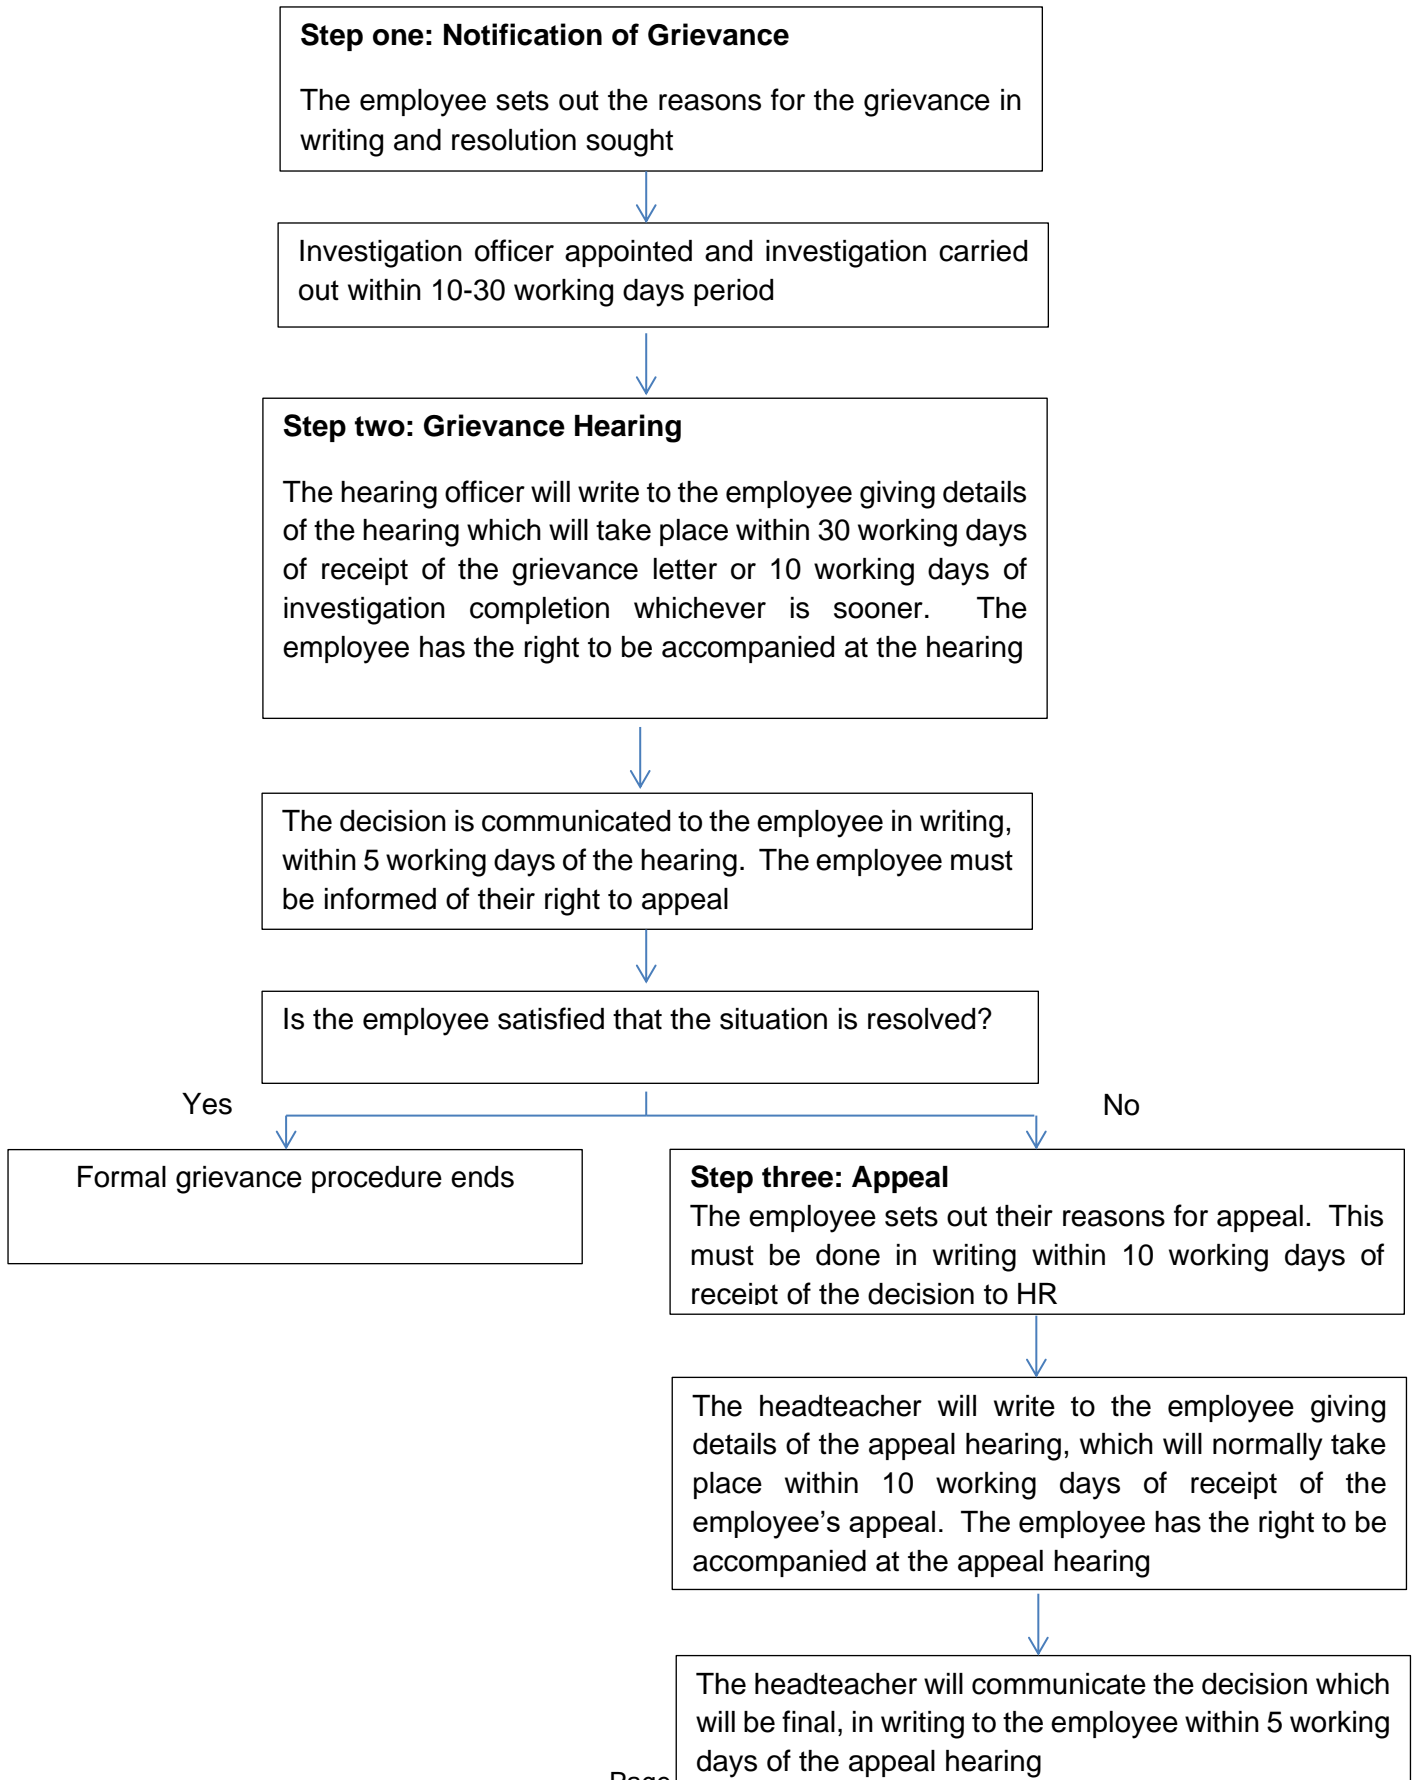 Step one: Notification of Grievance
The employee sets out the reasons for the grievance in
writing and resolution sought
Investigation officer appointed and investigation carried
out within 10-30 working days period
Step two: Grievance Hearing
The hearing officer will write to the employee giving details
of the hearing which will take place within 30 working days
of receipt of the grievance letter or 10 working days of
investigation completion whichever is sooner. The
employee has the right to be accompanied at the hearing
The decision is communicated to the employee in writing,
within 5 working days of the hearing. The employee must
be informed of their right to appeal
Is the employee satisfied that the situation is resolved?
Yes
No
Formal grievance procedure ends
Step three: Appeal
The employee sets out their reasons for appeal. This
must be done in writing within 10 working days of
receipt of the decision to HR
The headteacher will write to the employee giving
details of the appeal hearing, which will normally take
place within 10 working days of receipt of the
employee's appeal. The employee has the right to be
accompanied at the appeal hearing
The headteacher will communicate the decision which
will be final, in writing to the employee within 5 working
days of the appeal hearing
Page